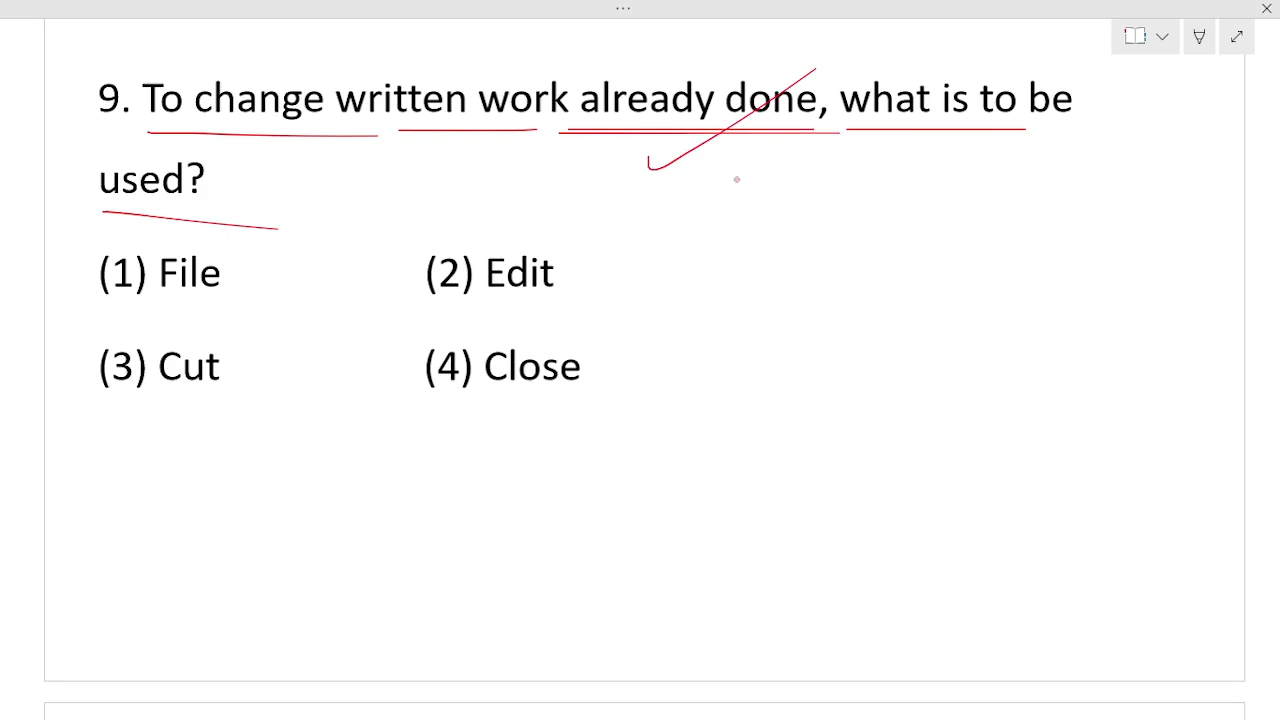 9. To change written work already done, what is to be
used?
(1) File (2) Edit
(3) Cut (4) Close